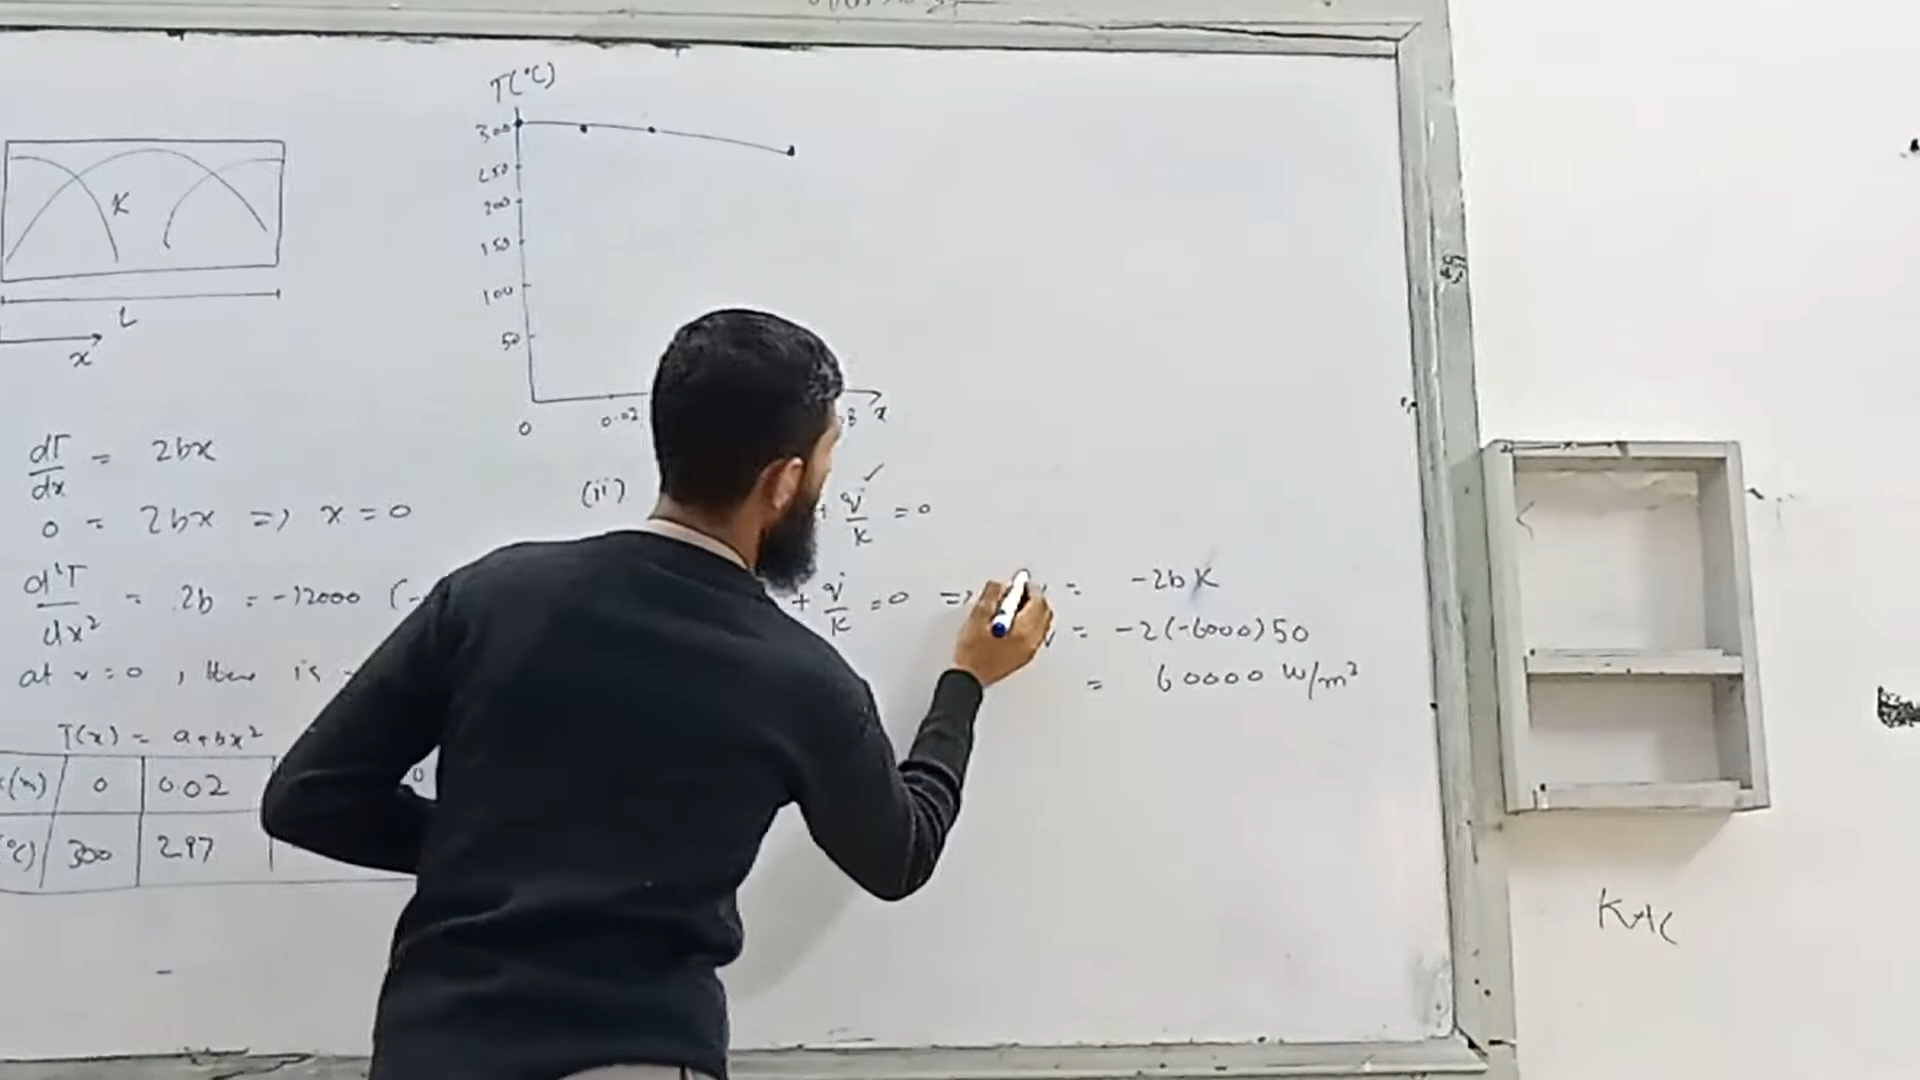 T(°C)
300
250
200
150
100
50
0
0.02
x
K
L
x
dT/dx = 2bx
0 = 2bx => x=0
d²T/dx² = 2b = -12000 (-
at x=0, there is
T(x) = a+bx²
(m) | 0 | 0.02
°C) | 300 | 297
(ii)
+ q̇/k = 0
+ q̇/k = 0 => = -2bK
= -2(-6000)50
= 60000 W/m³
KAC